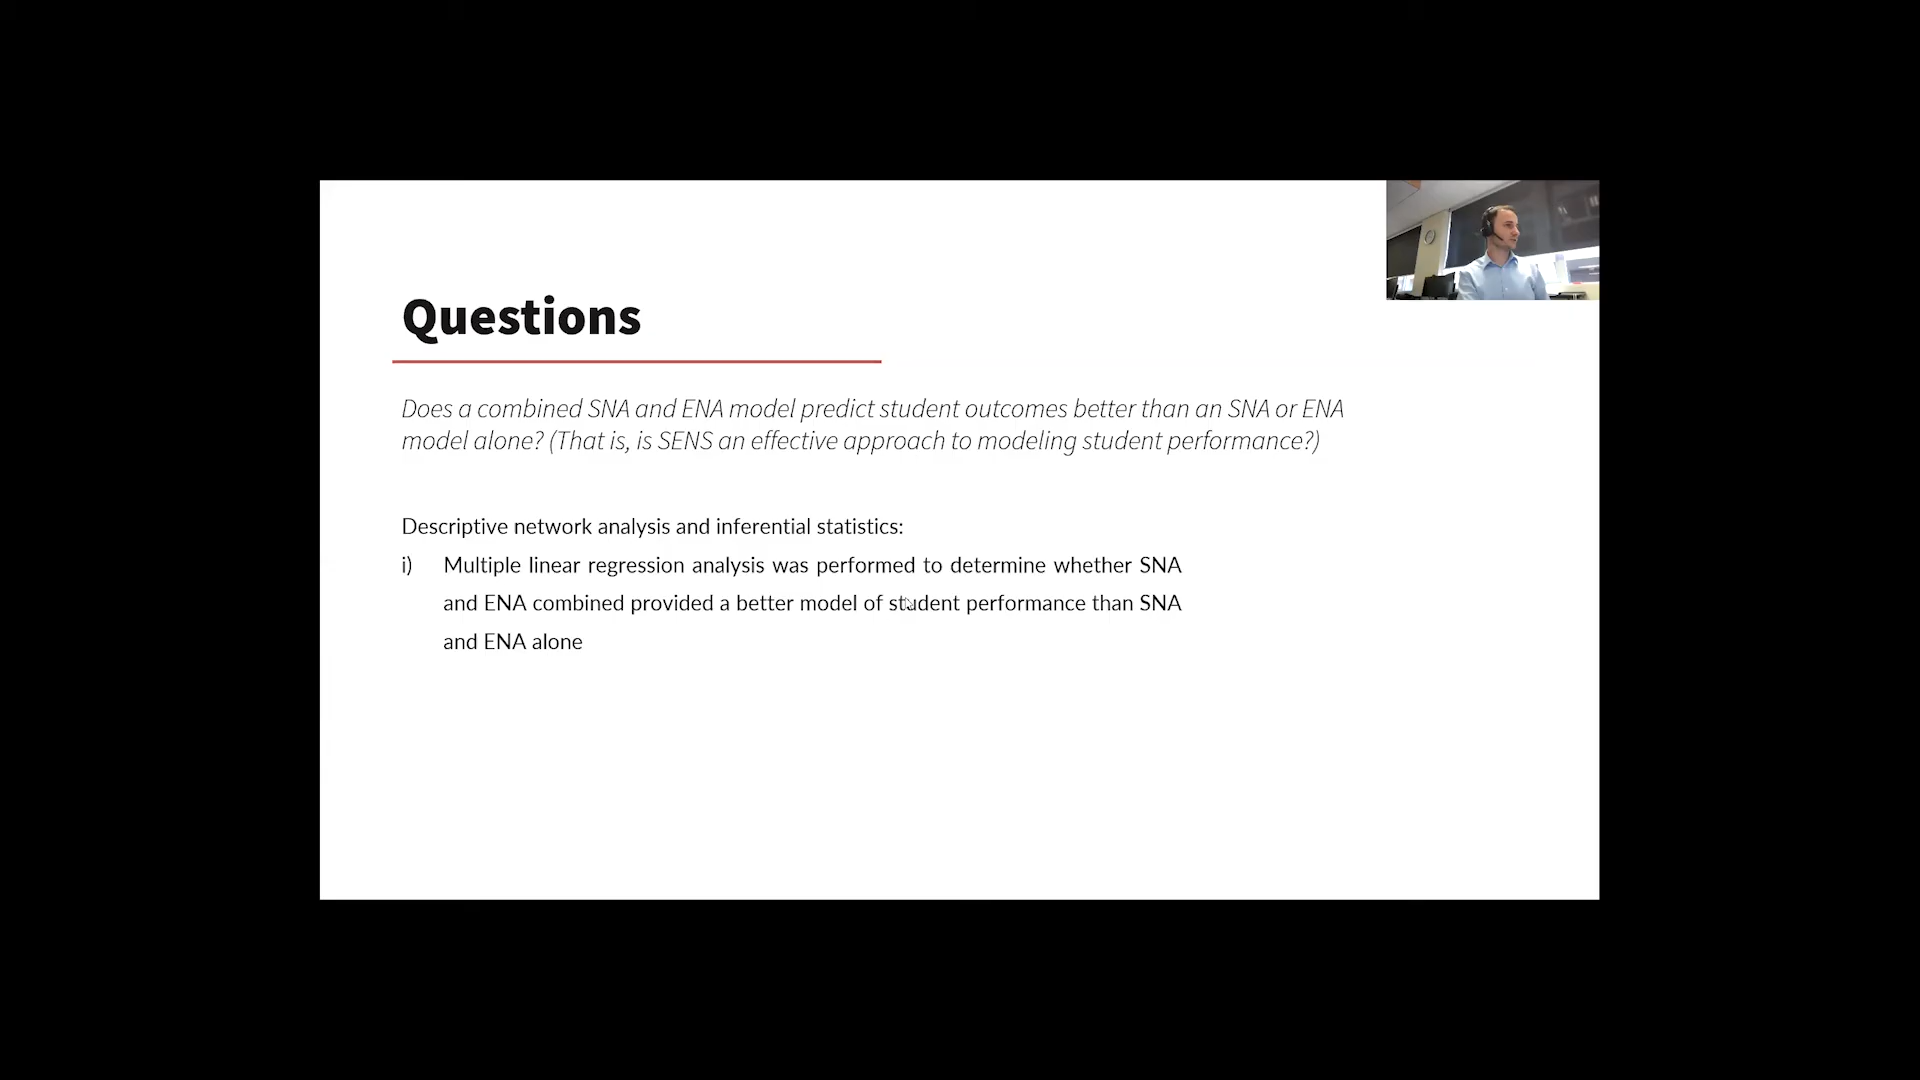 Questions
Does a combined SNA and ENA model predict student outcomes better than an SNA or ENA
model alone? (That is, is SENS an effective approach to modeling student performance?)
Descriptive network analysis and inferential statistics:
i) Multiple linear regression analysis was performed to determine whether SNA
and ENA combined provided a better model of student performance than SNA
and ENA alone